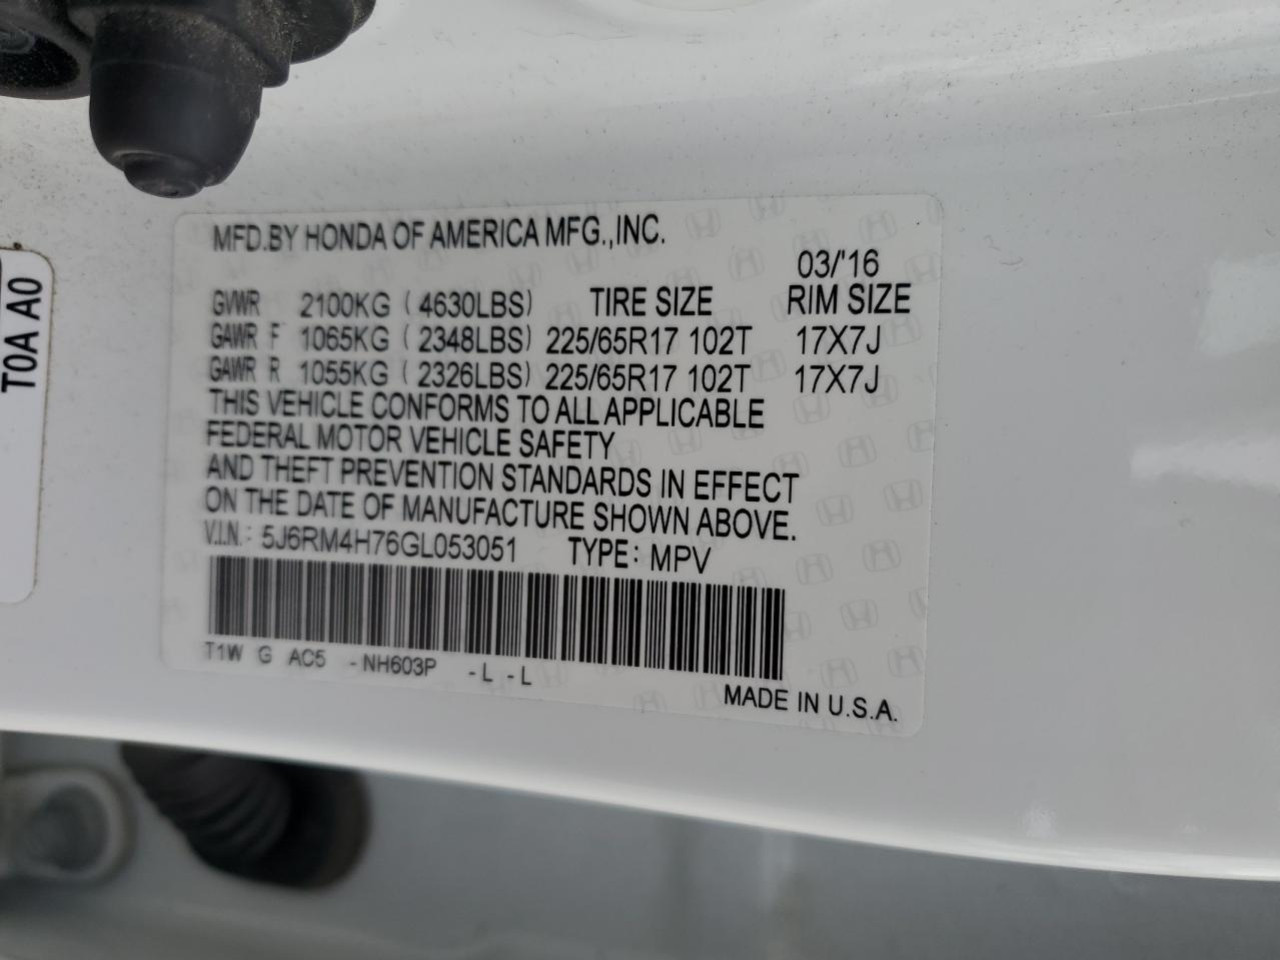 MFD.BY HONDA OF AMERICA MFG.,INC.
03/'16
GVWR 2100KG ( 4630LBS) TIRE SIZE RIM SIZE
GAWR F 1065KG ( 2348LBS) 225/65R17 102T 17X7J
GAWR R 1055KG ( 2326LBS) 225/65R17 102T 17X7J
THIS VEHICLE CONFORMS TO ALL APPLICABLE
FEDERAL MOTOR VEHICLE SAFETY
AND THEFT PREVENTION STANDARDS IN EFFECT
ON THE DATE OF MANUFACTURE SHOWN ABOVE.
V.I.N.: 5J6RM4H76GL053051 TYPE: MPV
T1W G AC5 -NH603P -L -L
MADE IN U.S.A.
T0A A0